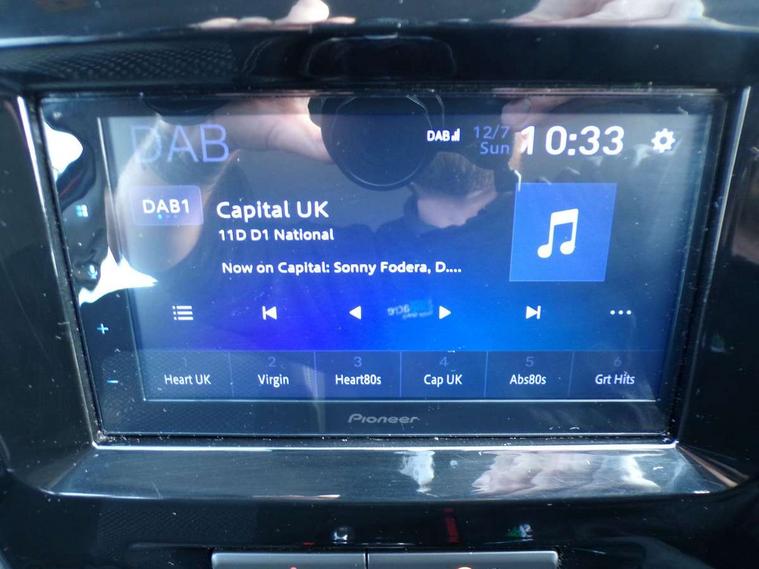 DAB
DAB
12/7
Sun
10:33
DAB1
Capital UK
11D D1 National
Now on Capital: Sonny Fodera, D....
1
Heart UK
2
Virgin
3
Heart80s
4
Cap UK
5
Abs80s
6
Grt Hits
Pioneer